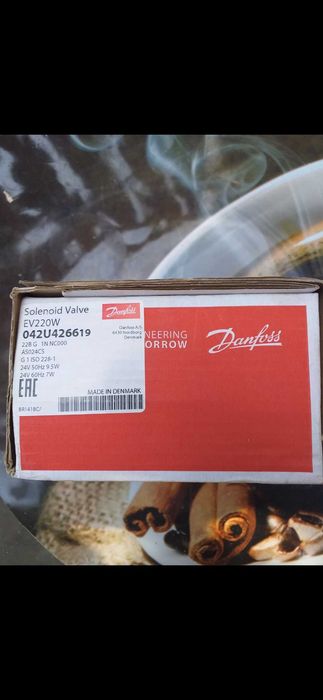 Solenoid Valve
EV220W
042U426619
22B G 1N NC000
AS024CS
G 1 ISO 228-1
24V 50Hz 9.5W
24V 60Hz 7W
EAC
MADE IN DENMARK
Danfoss
Danfoss A/S
6430 Nordborg
Denmark
NEERING
ORROW
Danfoss